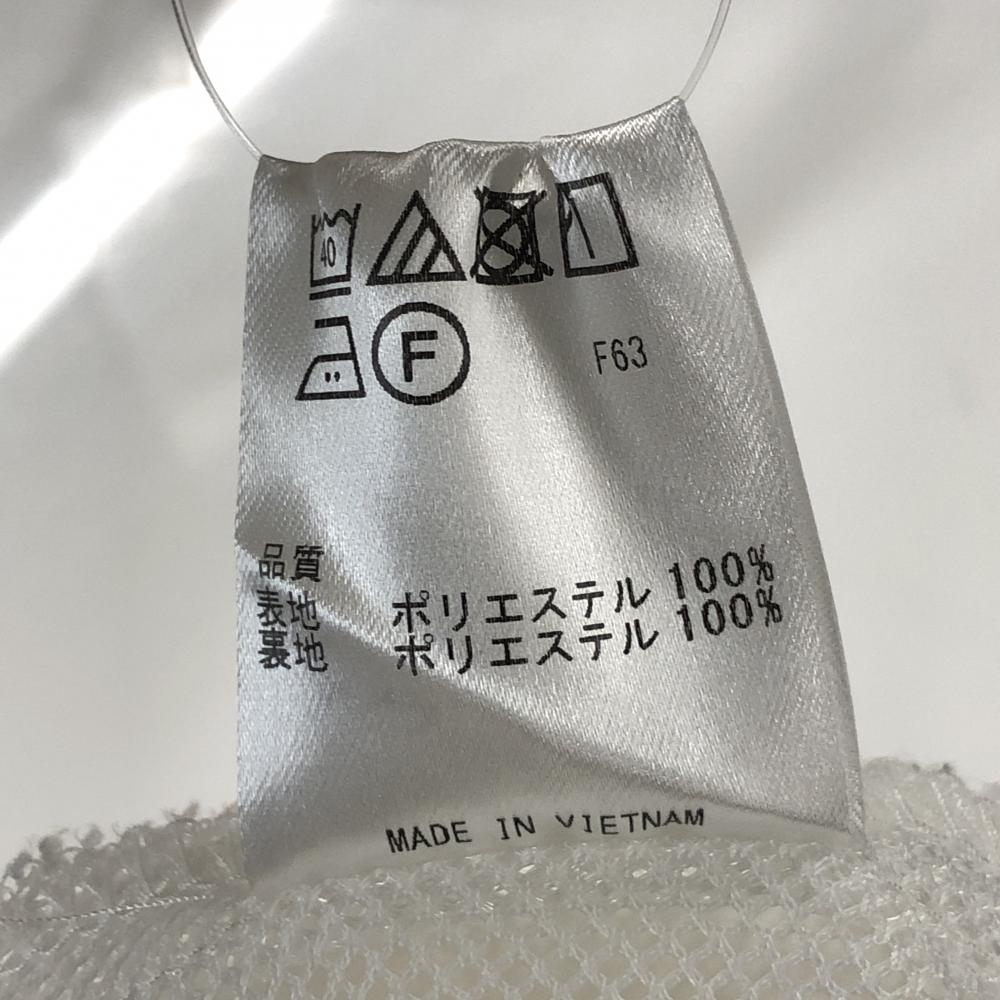 40
F F63
品質
表地 ポリエステル 100%
裏地 ポリエステル 100%
MADE IN VIETNAM